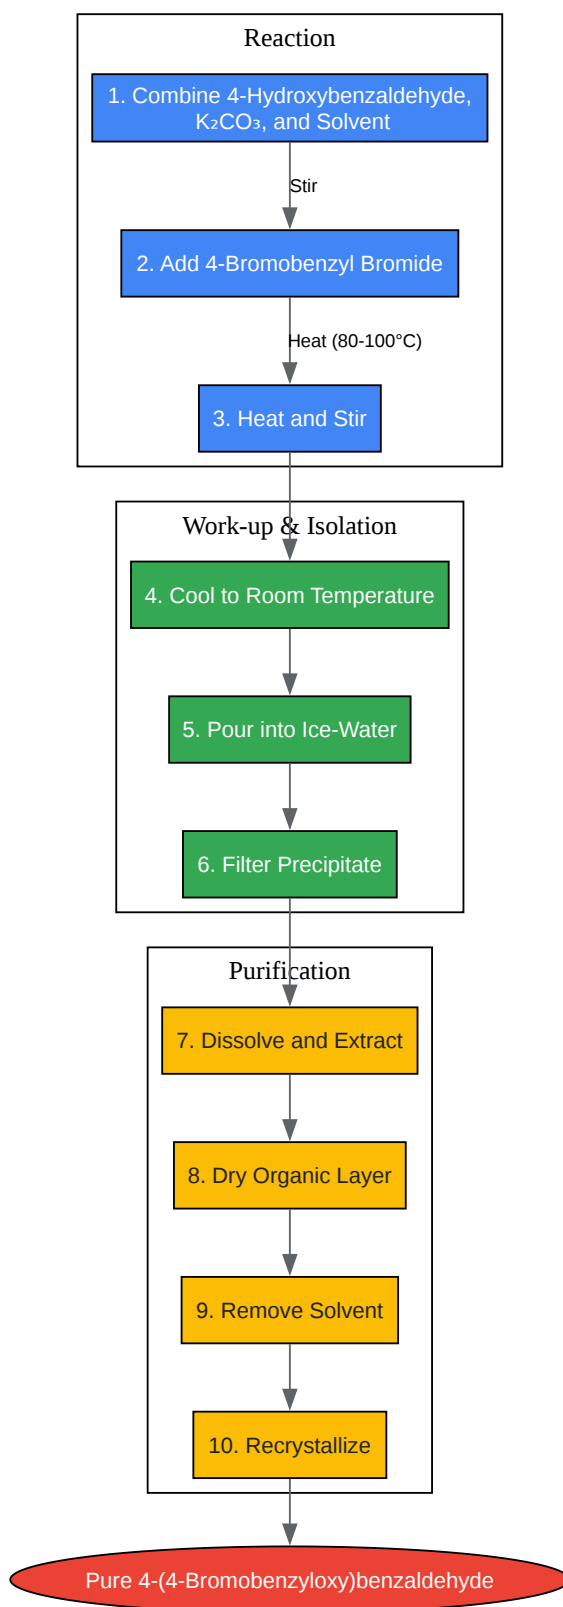 Reaction
1. Combine 4-Hydroxybenzaldehyde,
K₂CO₃, and Solvent
Stir
2. Add 4-Bromobenzyl Bromide
Heat (80-100°C)
3. Heat and Stir
Work-up & Isolation
4. Cool to Room Temperature
5. Pour into Ice-Water
6. Filter Precipitate
Purification
7. Dissolve and Extract
8. Dry Organic Layer
9. Remove Solvent
10. Recrystallize
Pure 4-(4-Bromobenzyloxy)benzaldehyde